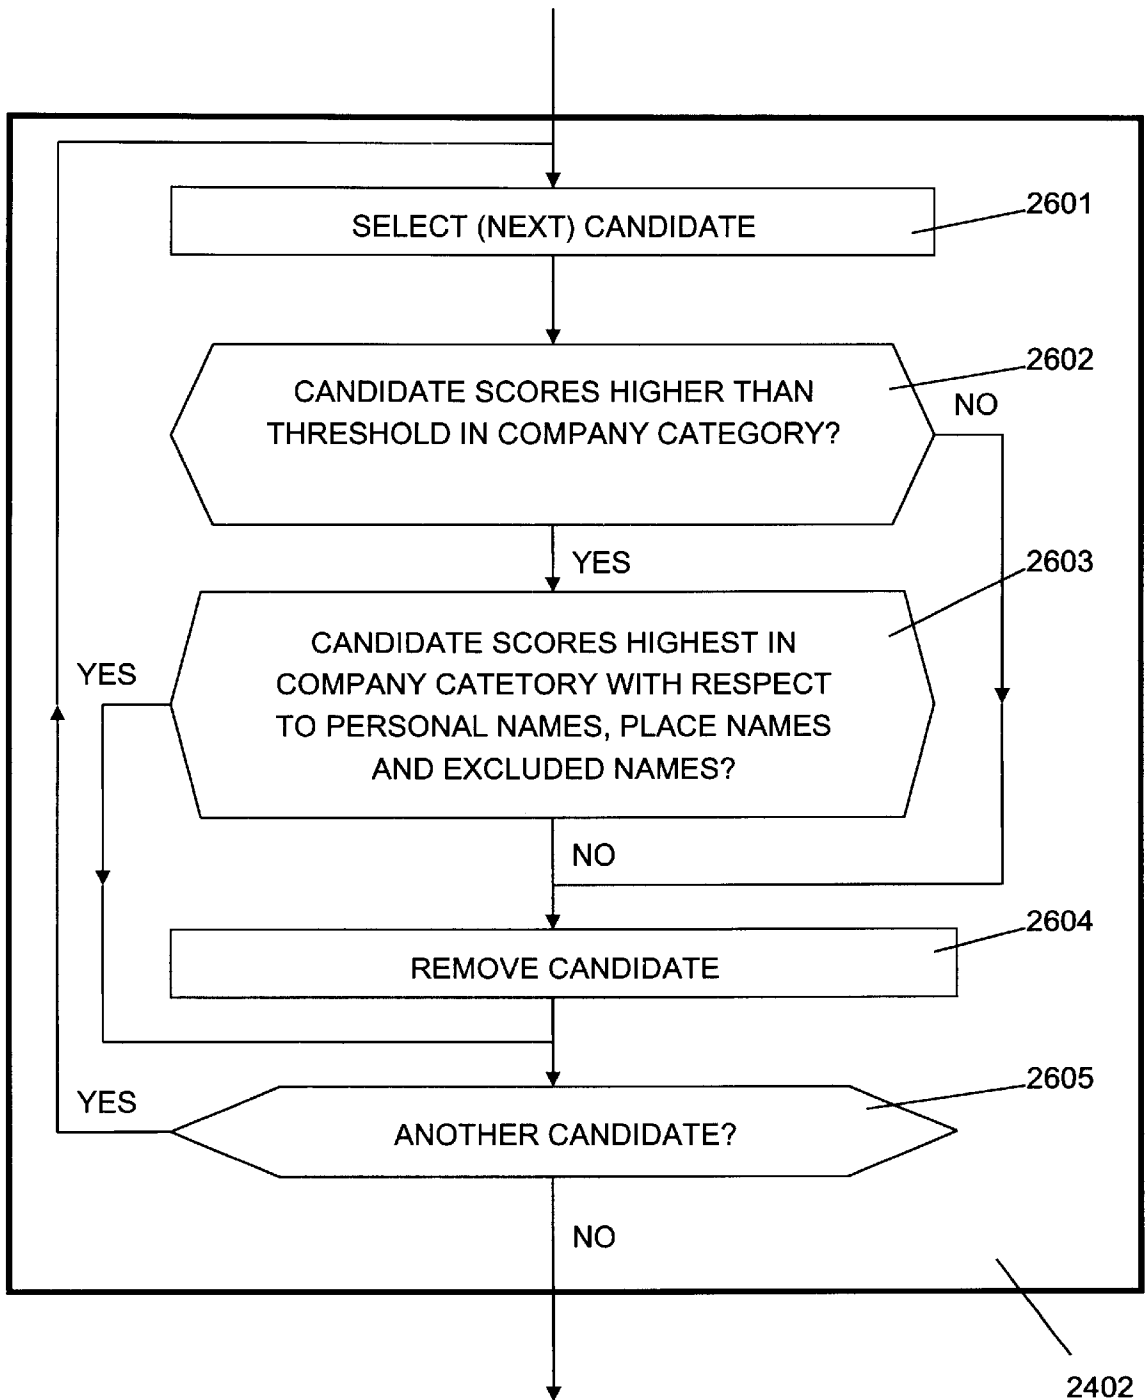 SELECT (NEXT) CANDIDATE
2601
CANDIDATE SCORES HIGHER THAN
THRESHOLD IN COMPANY CATEGORY?
2602
NO
YES
2603
CANDIDATE SCORES HIGHEST IN
COMPANY CATETORY WITH RESPECT
TO PERSONAL NAMES, PLACE NAMES
AND EXCLUDED NAMES?
YES
NO
2604
REMOVE CANDIDATE
2605
YES
ANOTHER CANDIDATE?
NO
2402